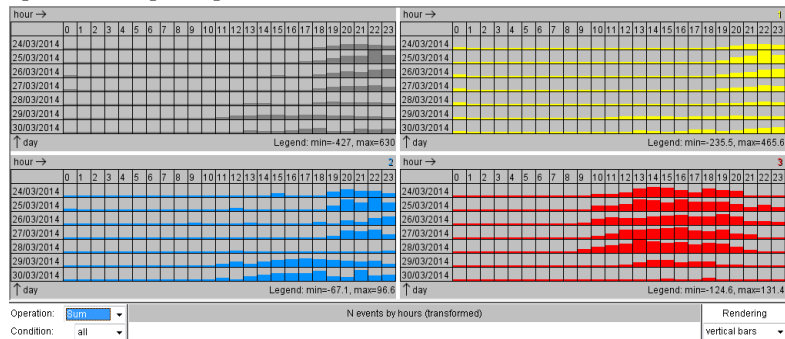 hour →
0 1 2 3 4 5 6 7 8 9 10 11 12 13 14 15 16 17 18 19 20 21 22 23
24/03/2014
25/03/2014
26/03/2014
27/03/2014
28/03/2014
29/03/2014
30/03/2014
↑ day Legend: min=-427, max=630
hour → 1
0 1 2 3 4 5 6 7 8 9 10 11 12 13 14 15 16 17 18 19 20 21 22 23
24/03/2014
25/03/2014
26/03/2014
27/03/2014
28/03/2014
29/03/2014
30/03/2014
↑ day Legend: min=-235.5, max=465.6
hour → 2
0 1 2 3 4 5 6 7 8 9 10 11 12 13 14 15 16 17 18 19 20 21 22 23
24/03/2014
25/03/2014
26/03/2014
27/03/2014
28/03/2014
29/03/2014
30/03/2014
↑ day Legend: min=-67.1, max=96.6
hour → 3
0 1 2 3 4 5 6 7 8 9 10 11 12 13 14 15 16 17 18 19 20 21 22 23
24/03/2014
25/03/2014
26/03/2014
27/03/2014
28/03/2014
29/03/2014
30/03/2014
↑ day Legend: min=-124.6, max=131.4
Operation: Sum N events by hours (transformed) Rendering
Condition: all vertical bars